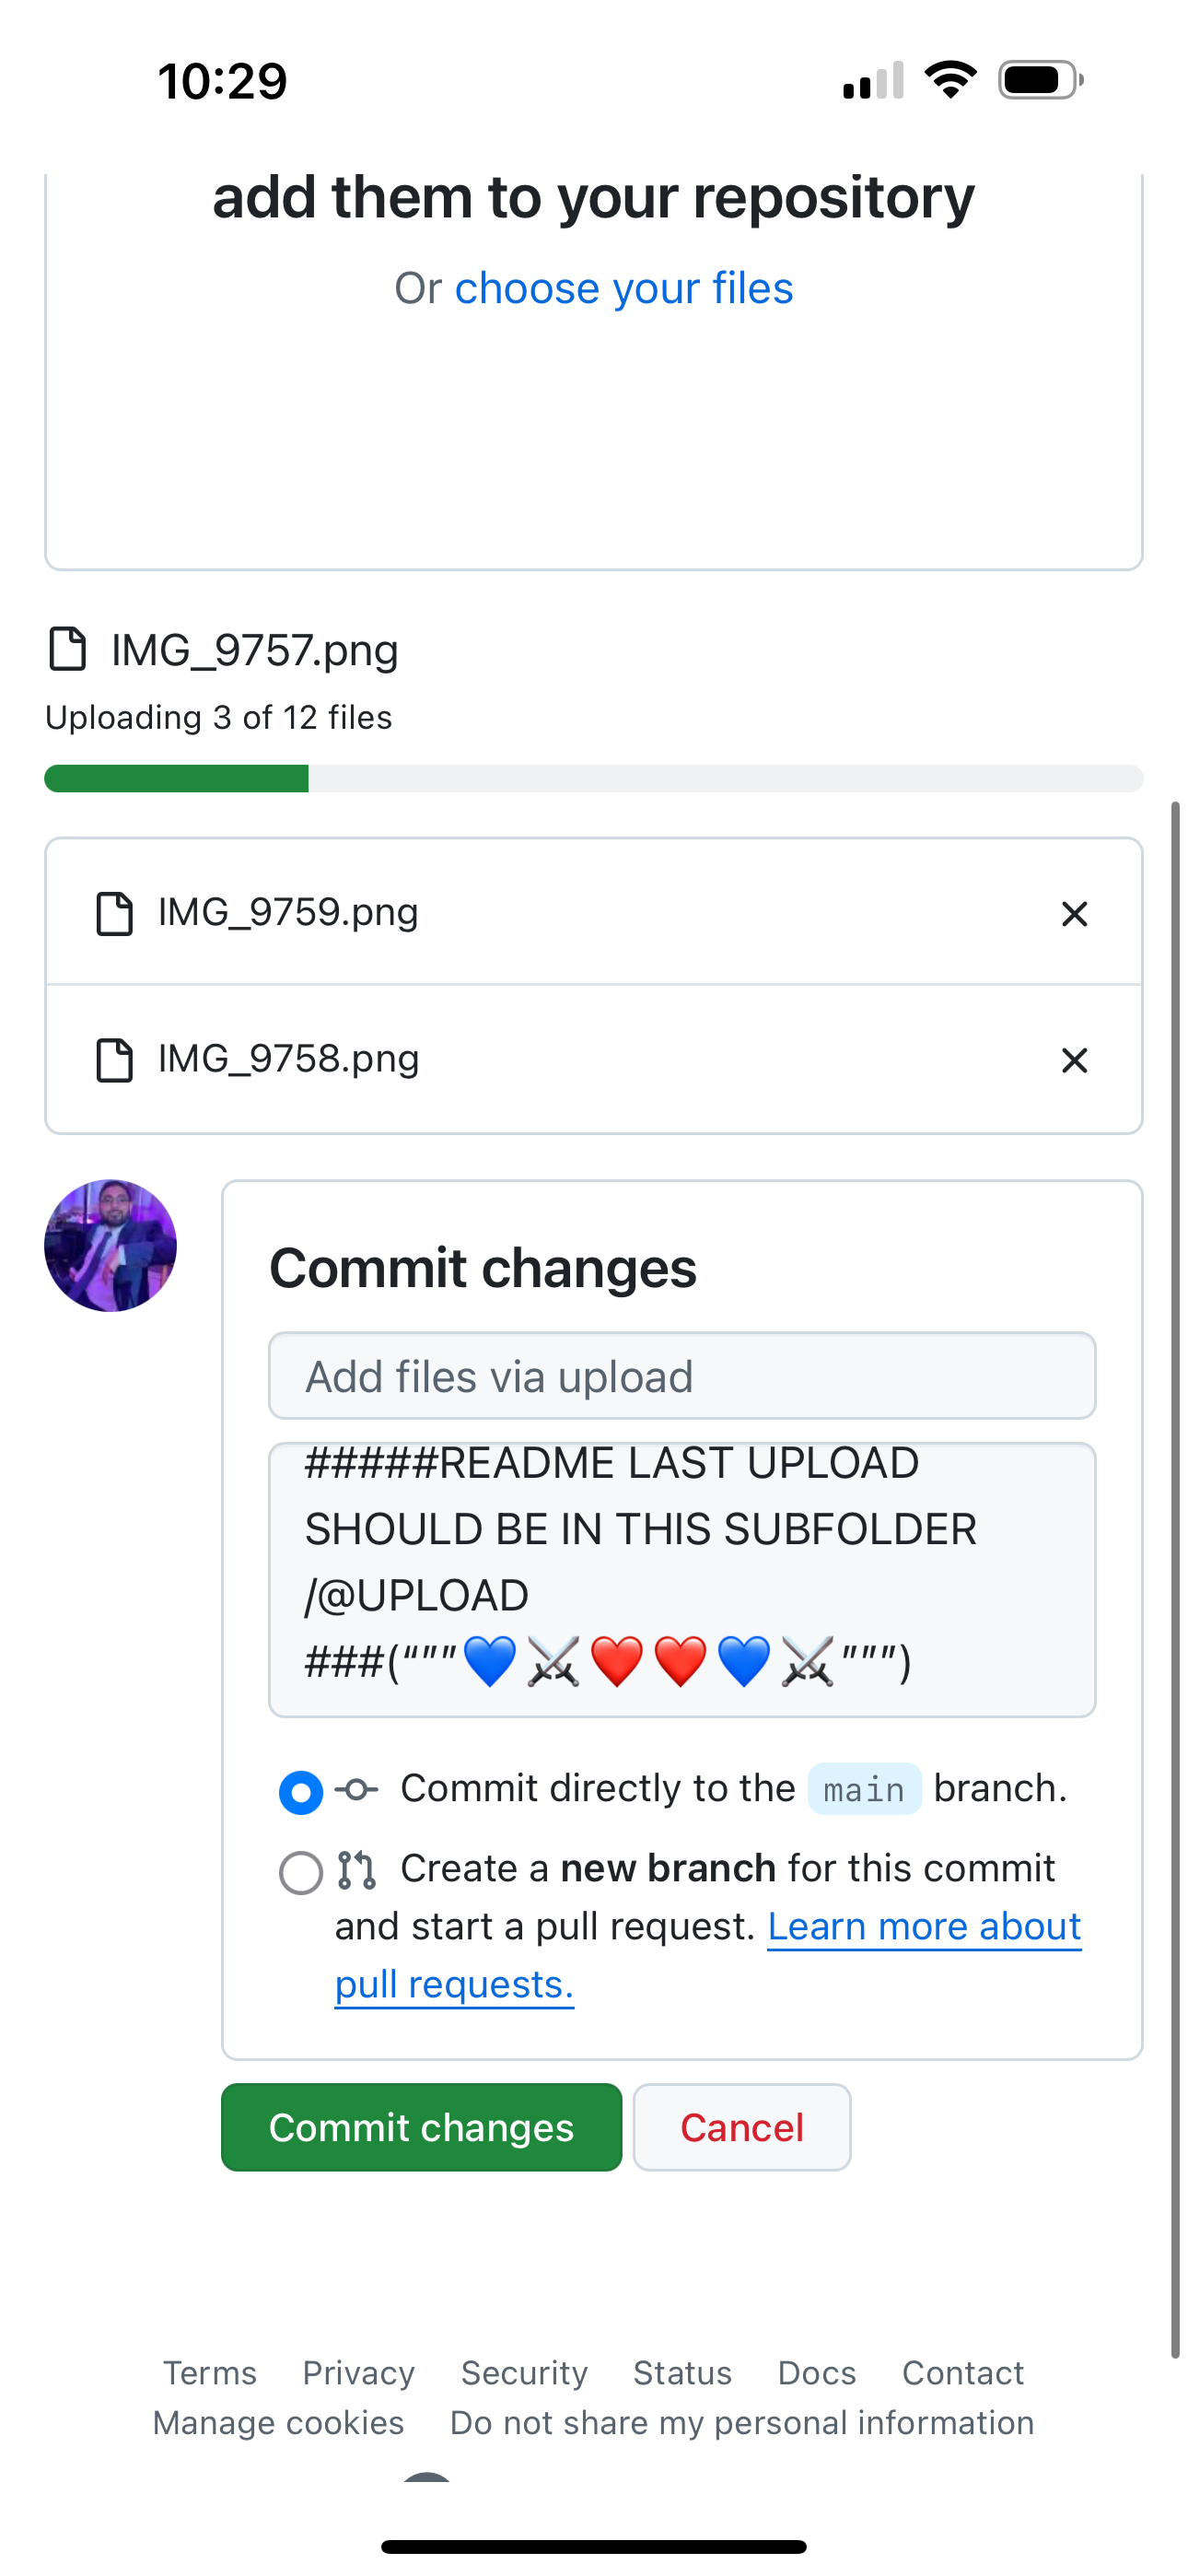 10:29
add them to your repository
Or choose your files
IMG_9757.png
Uploading 3 of 12 files
IMG_9759.png
IMG_9758.png
Commit changes
Add files via upload
#####README LAST UPLOAD
SHOULD BE IN THIS SUBFOLDER
/@UPLOAD
###(“””💙⚔️❤️❤️💙⚔️”””)
Commit directly to the main branch.
Create a new branch for this commit
and start a pull request. Learn more about
pull requests.
Commit changes Cancel
Terms Privacy Security Status Docs Contact
Manage cookies Do not share my personal information